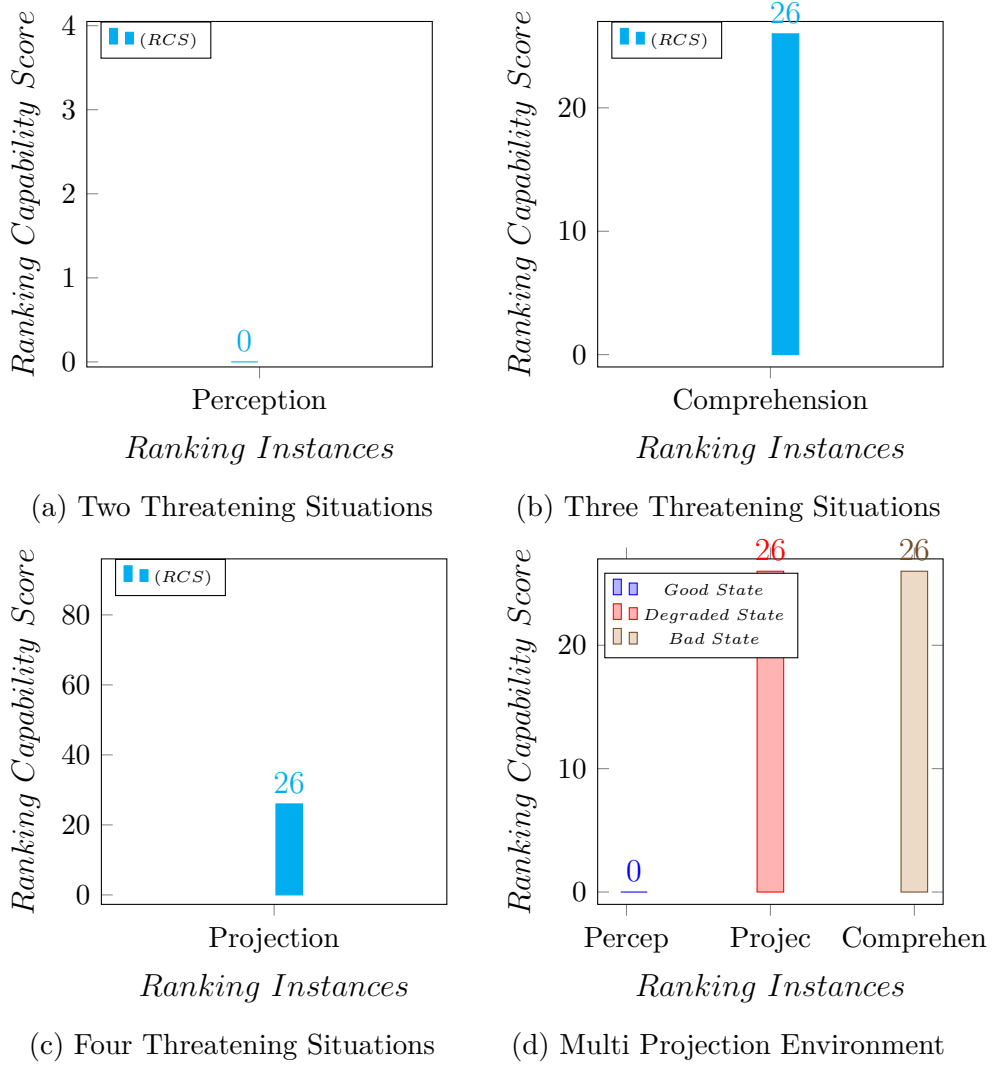 Ranking Capability Score
4
3
2
1
0
(RCS)
0
Perception
Ranking Instances
(a) Two Threatening Situations
Ranking Capability Score
20
10
0
(RCS)
26
Comprehension
Ranking Instances
(b) Three Threatening Situations
Ranking Capability Score
80
60
40
20
0
(RCS)
26
Projection
Ranking Instances
(c) Four Threatening Situations
Ranking Capability Score
20
10
0
Good State
Degraded State
Bad State
0
26
26
Percep Projec Comprehen
Ranking Instances
(d) Multi Projection Environment